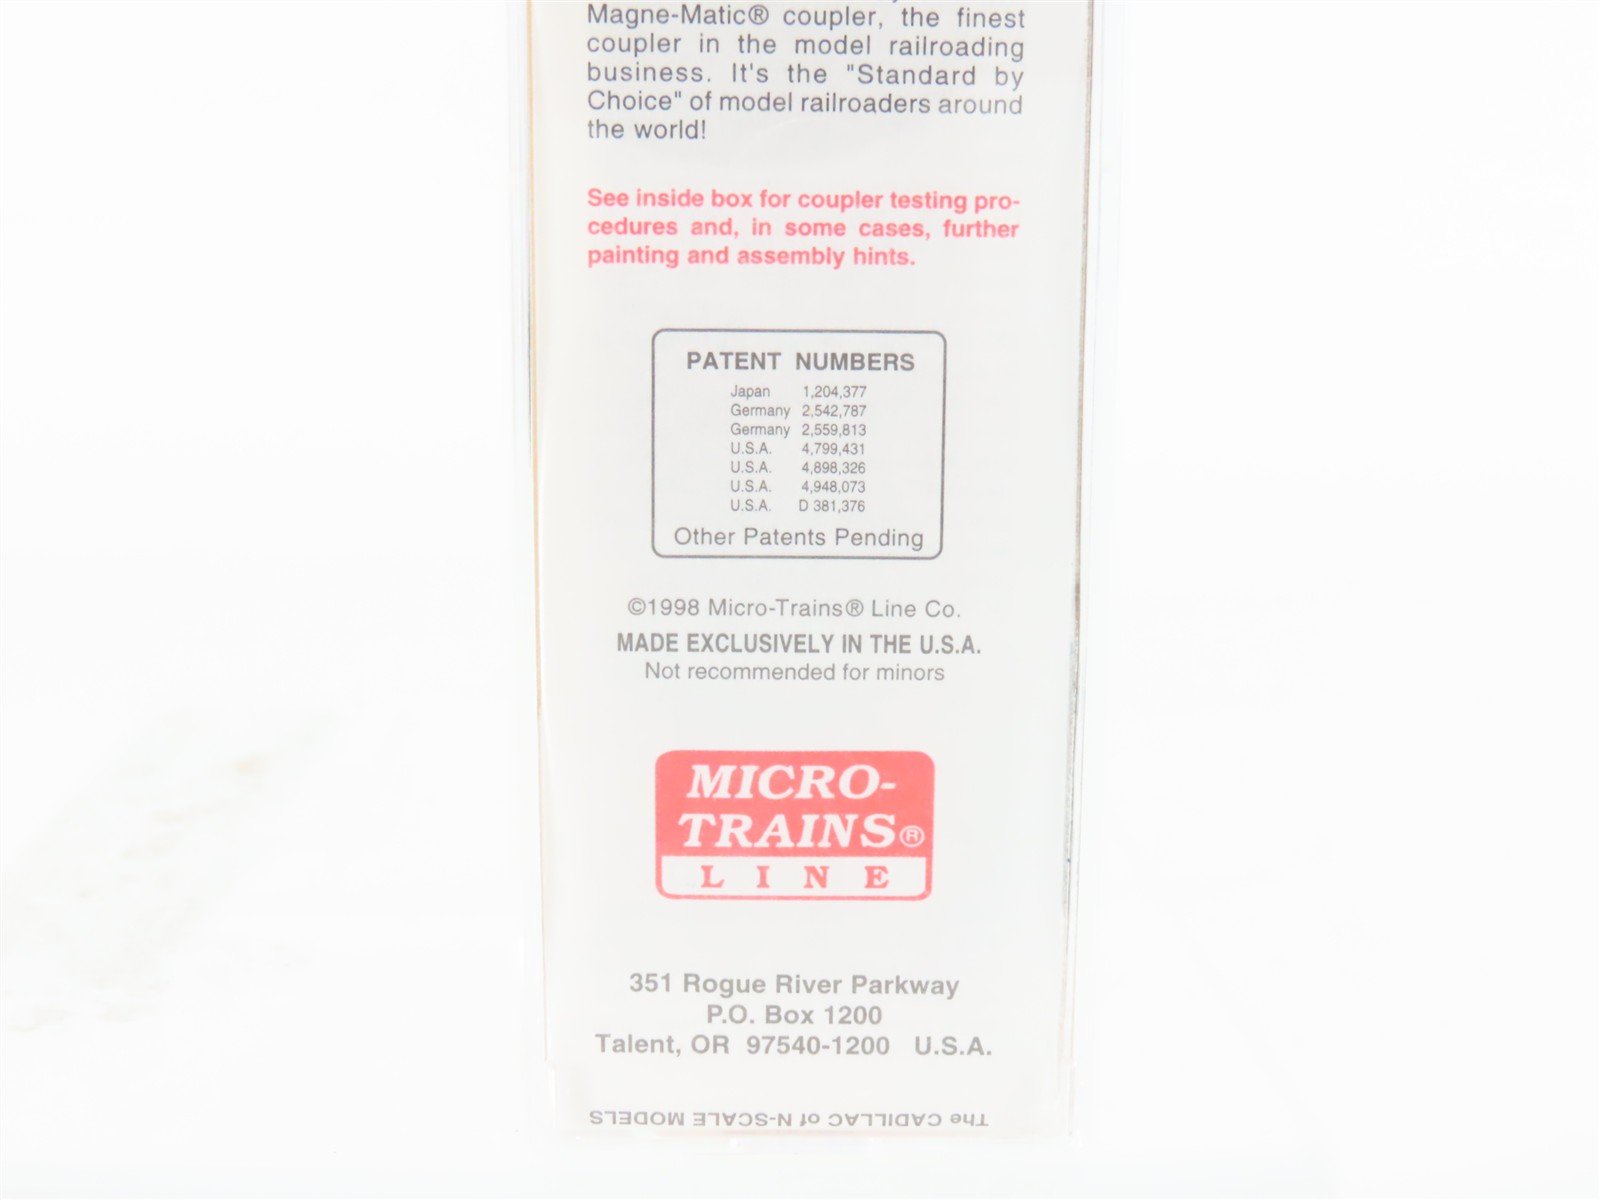 Magne-Matic® coupler, the finest
coupler in the model railroading
business. It's the "Standard by
Choice" of model railroaders around
the world!
See inside box for coupler testing pro-
cedures and, in some cases, further
painting and assembly hints.
PATENT NUMBERS
Japan 1,204,377
Germany 2,542,787
Germany 2,559,813
U.S.A. 4,799,431
U.S.A. 4,898,326
U.S.A. 4,948,073
U.S.A. D 381,376
Other Patents Pending
©1998 Micro-Trains® Line Co.
MADE EXCLUSIVELY IN THE U.S.A.
Not recommended for minors
MICRO-
TRAINS®
LINE
351 Rogue River Parkway
P.O. Box 1200
Talent, OR 97540-1200 U.S.A.
The CADILLAC of N-SCALE MODELS